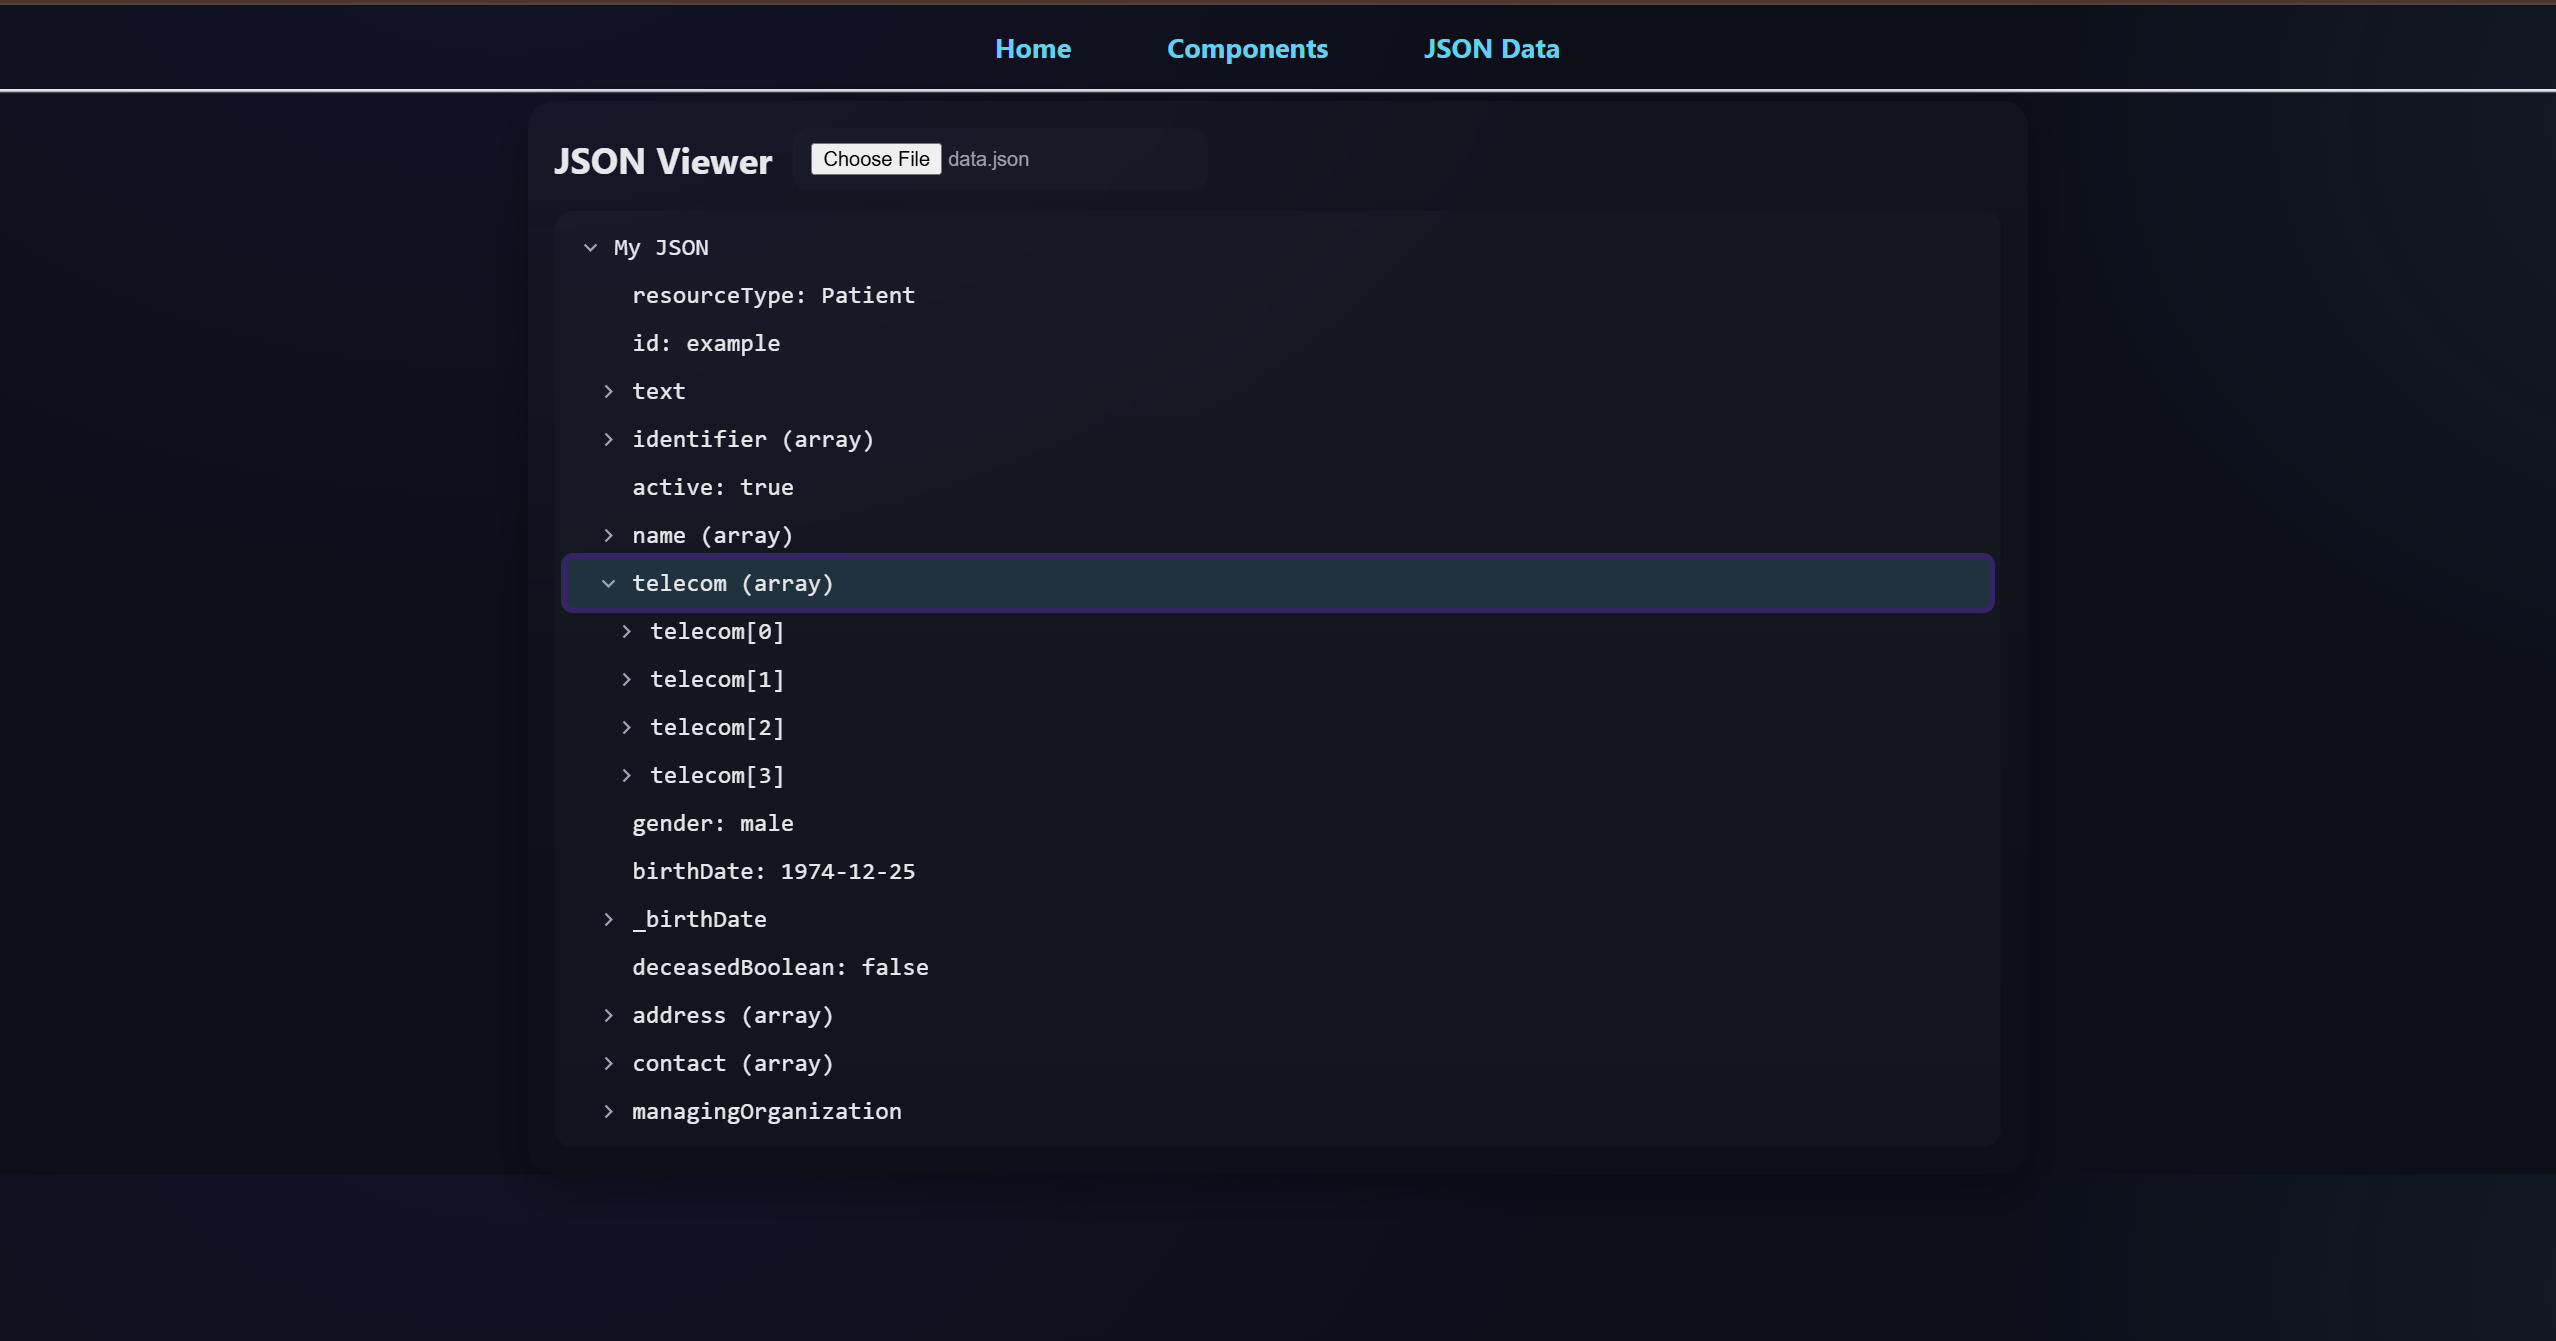 Home Components JSON Data
JSON Viewer Choose File data.json
My JSON
resourceType: Patient
id: example
text
identifier (array)
active: true
name (array)
telecom (array)
telecom[0]
telecom[1]
telecom[2]
telecom[3]
gender: male
birthDate: 1974-12-25
_birthDate
deceasedBoolean: false
address (array)
contact (array)
managingOrganization